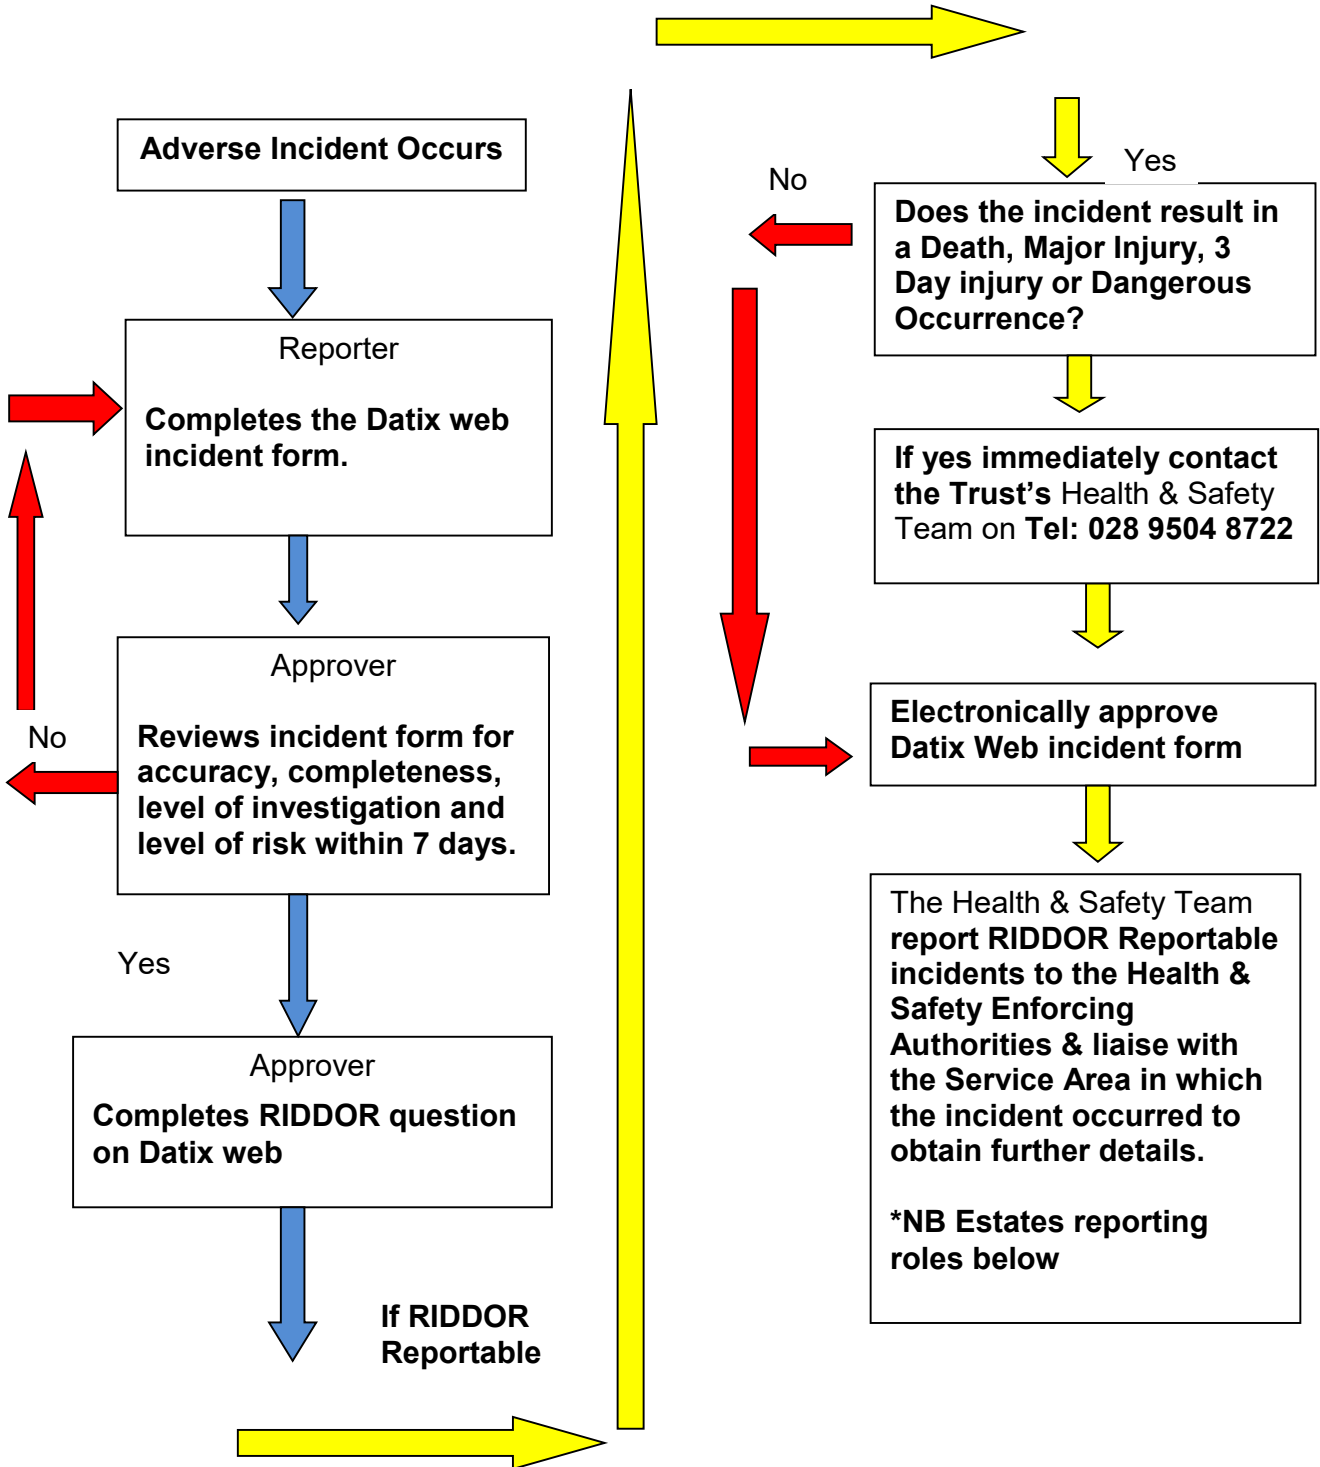 Adverse Incident Occurs
Reporter
Completes the Datix web
incident form.
Approver
No
Reviews incident form for
accuracy, completeness,
level of investigation and
level of risk within 7 days.
Yes
Approver
Completes RIDDOR question
on Datix web
If RIDDOR
Reportable
Yes
No
Does the incident result in
a Death, Major Injury, 3
Day injury or Dangerous
Occurrence?
If yes immediately contact
the Trust’s Health & Safety
Team on Tel: 028 9504 8722
Electronically approve
Datix Web incident form
The Health & Safety Team
report RIDDOR Reportable
incidents to the Health &
Safety Enforcing
Authorities & liaise with
the Service Area in which
the incident occurred to
obtain further details.
*NB Estates reporting
roles below